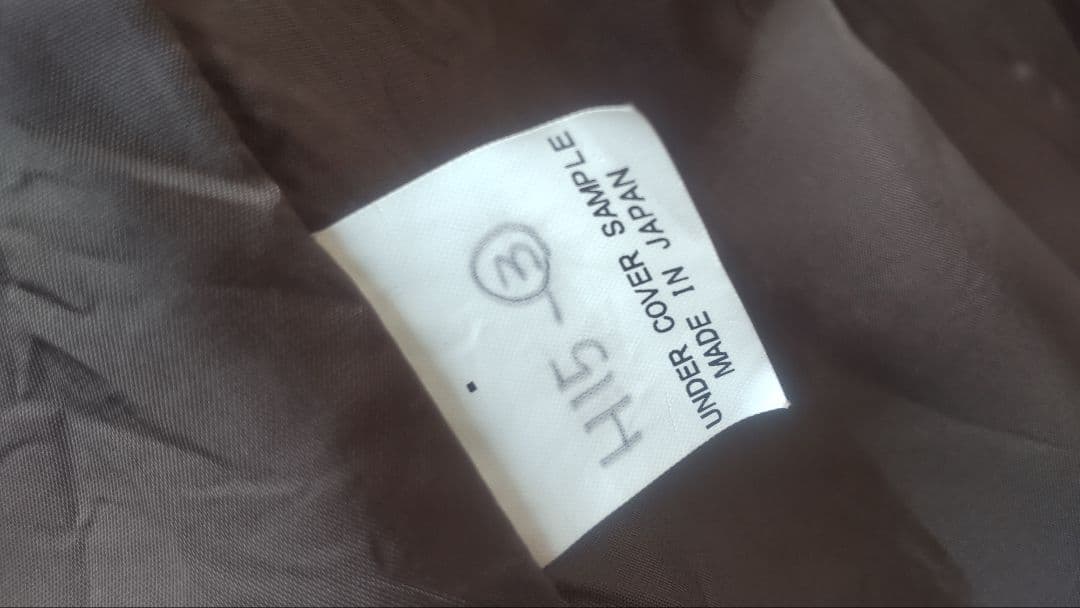 H15-③
UNDER COVER SAMPLE
MADE IN JAPAN